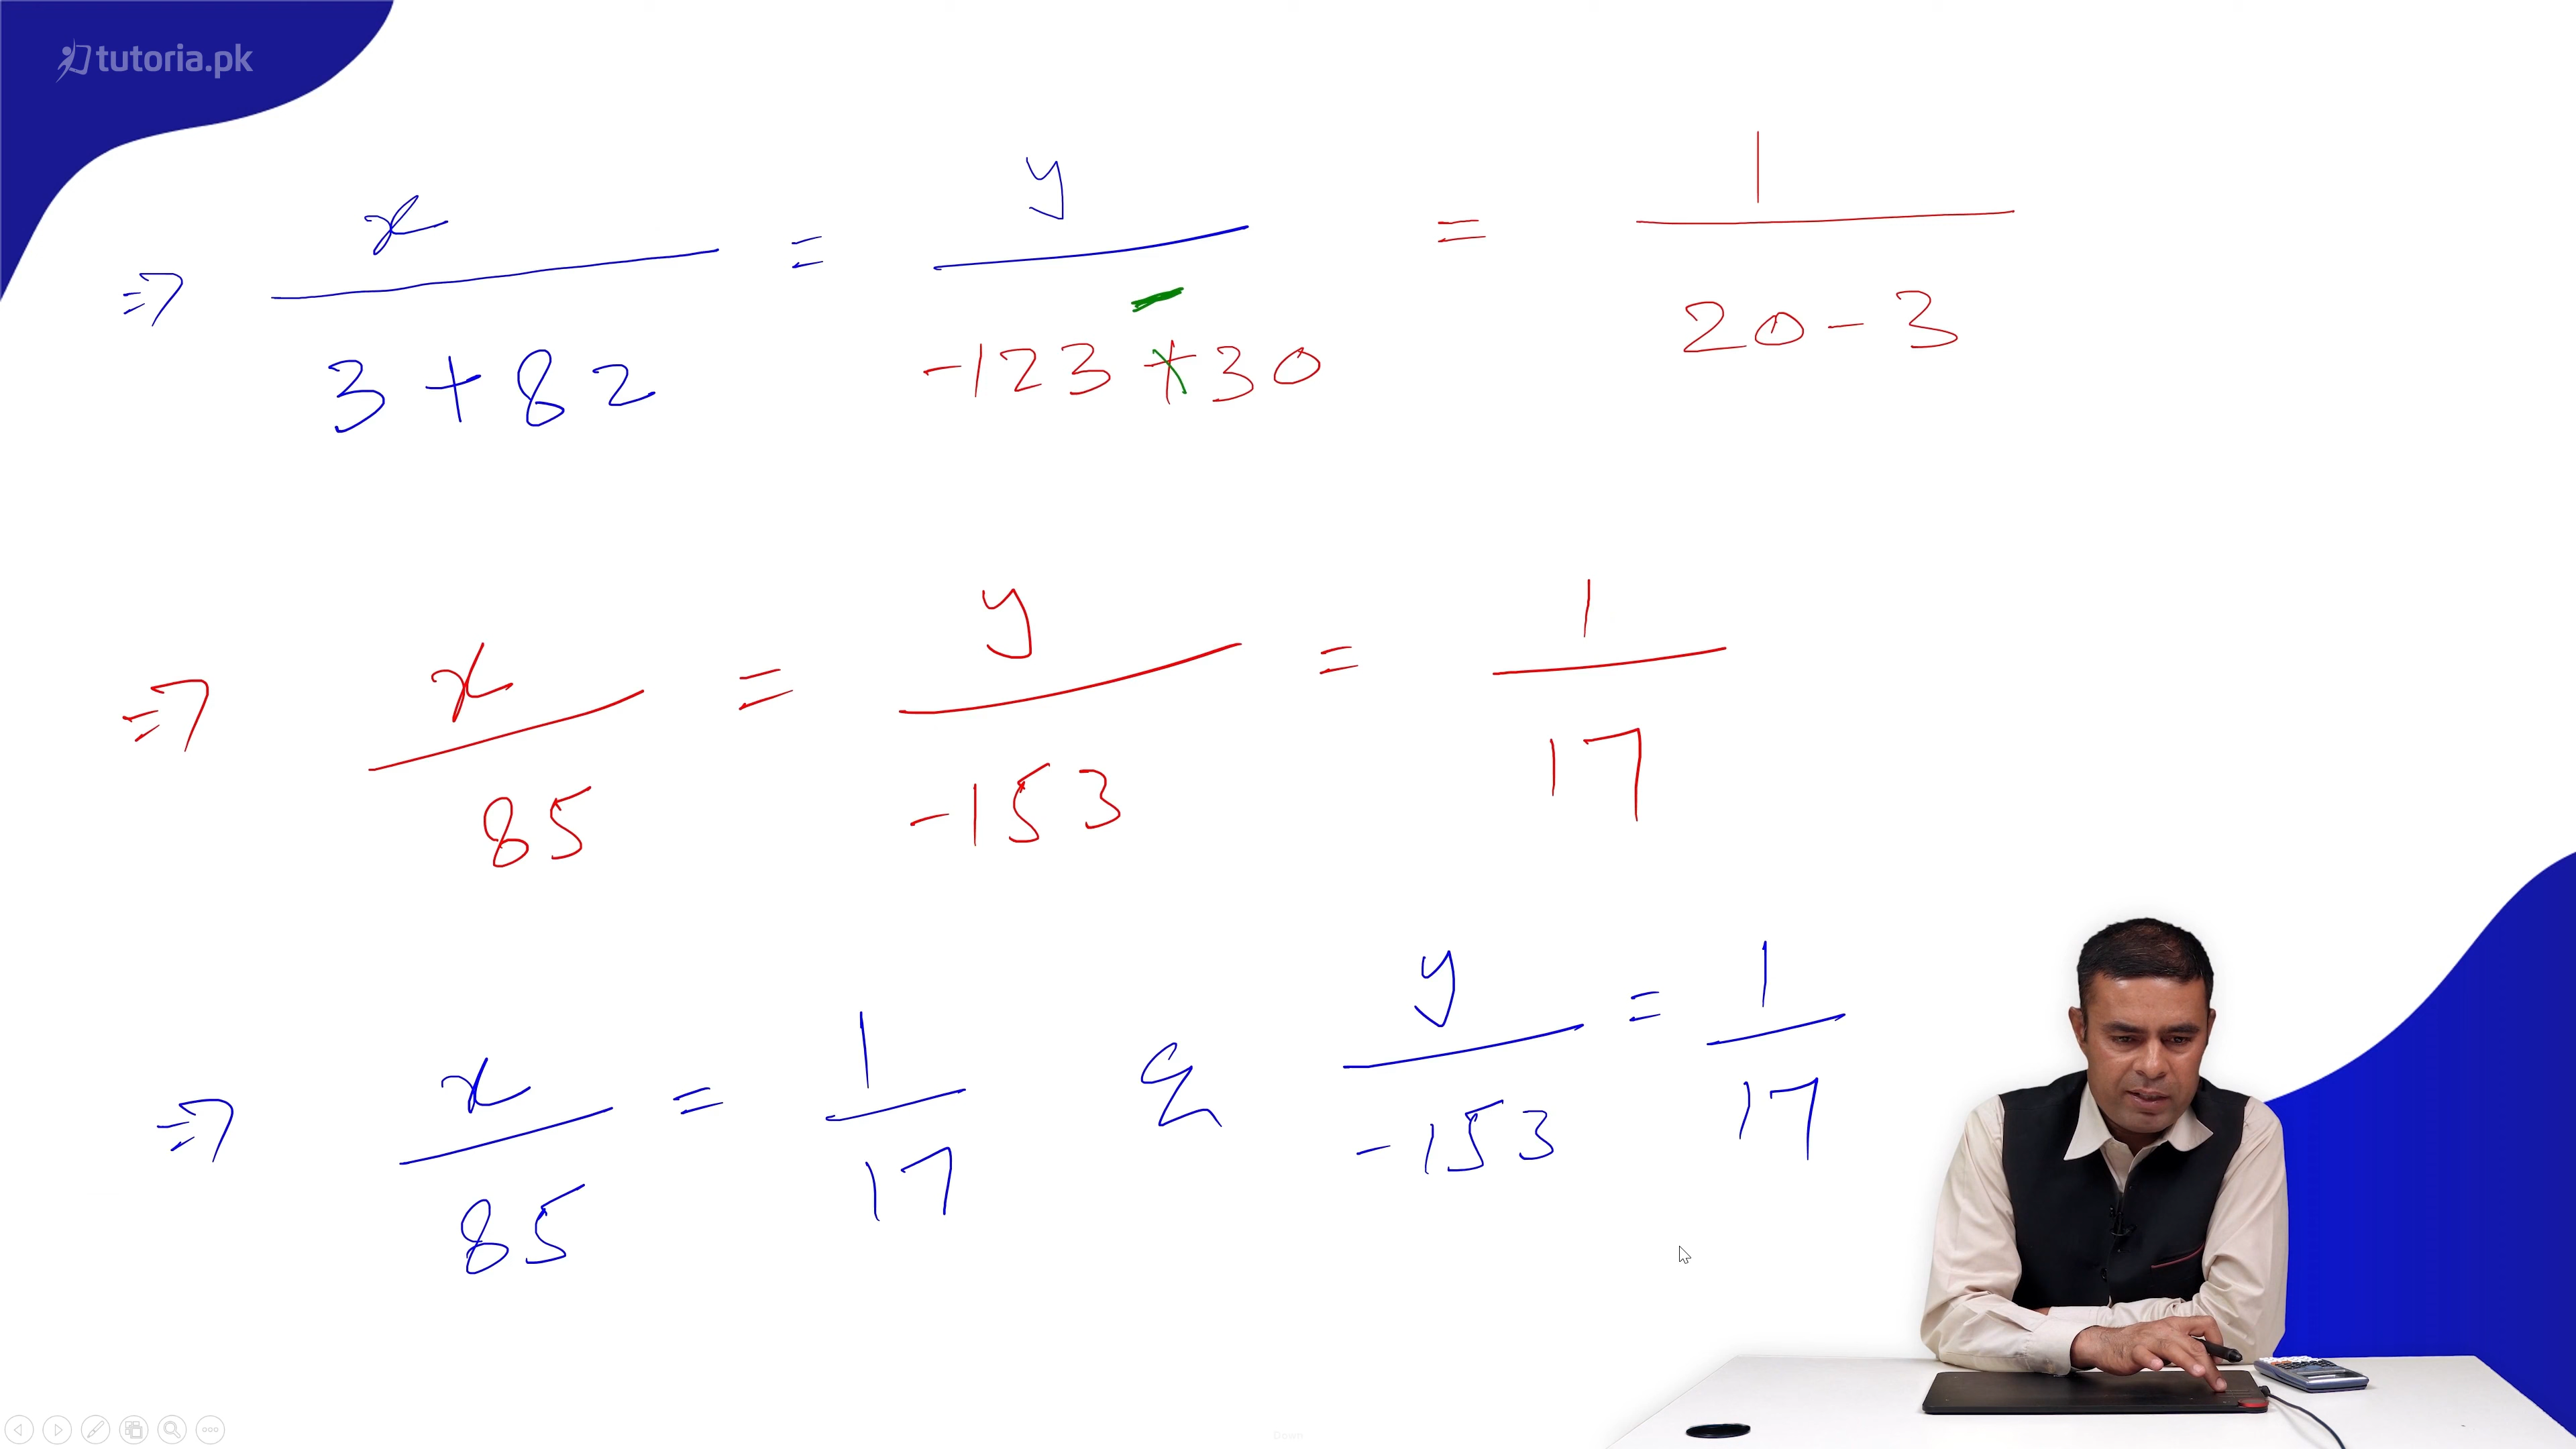 tutoria.pk
⇒ x/(3 + 82) = y/(-123 - 30) = 1/(20 - 3)
⇒ x/85 = y/-153 = 1/17
⇒ x/85 = 1/17 & y/-153 = 1/17